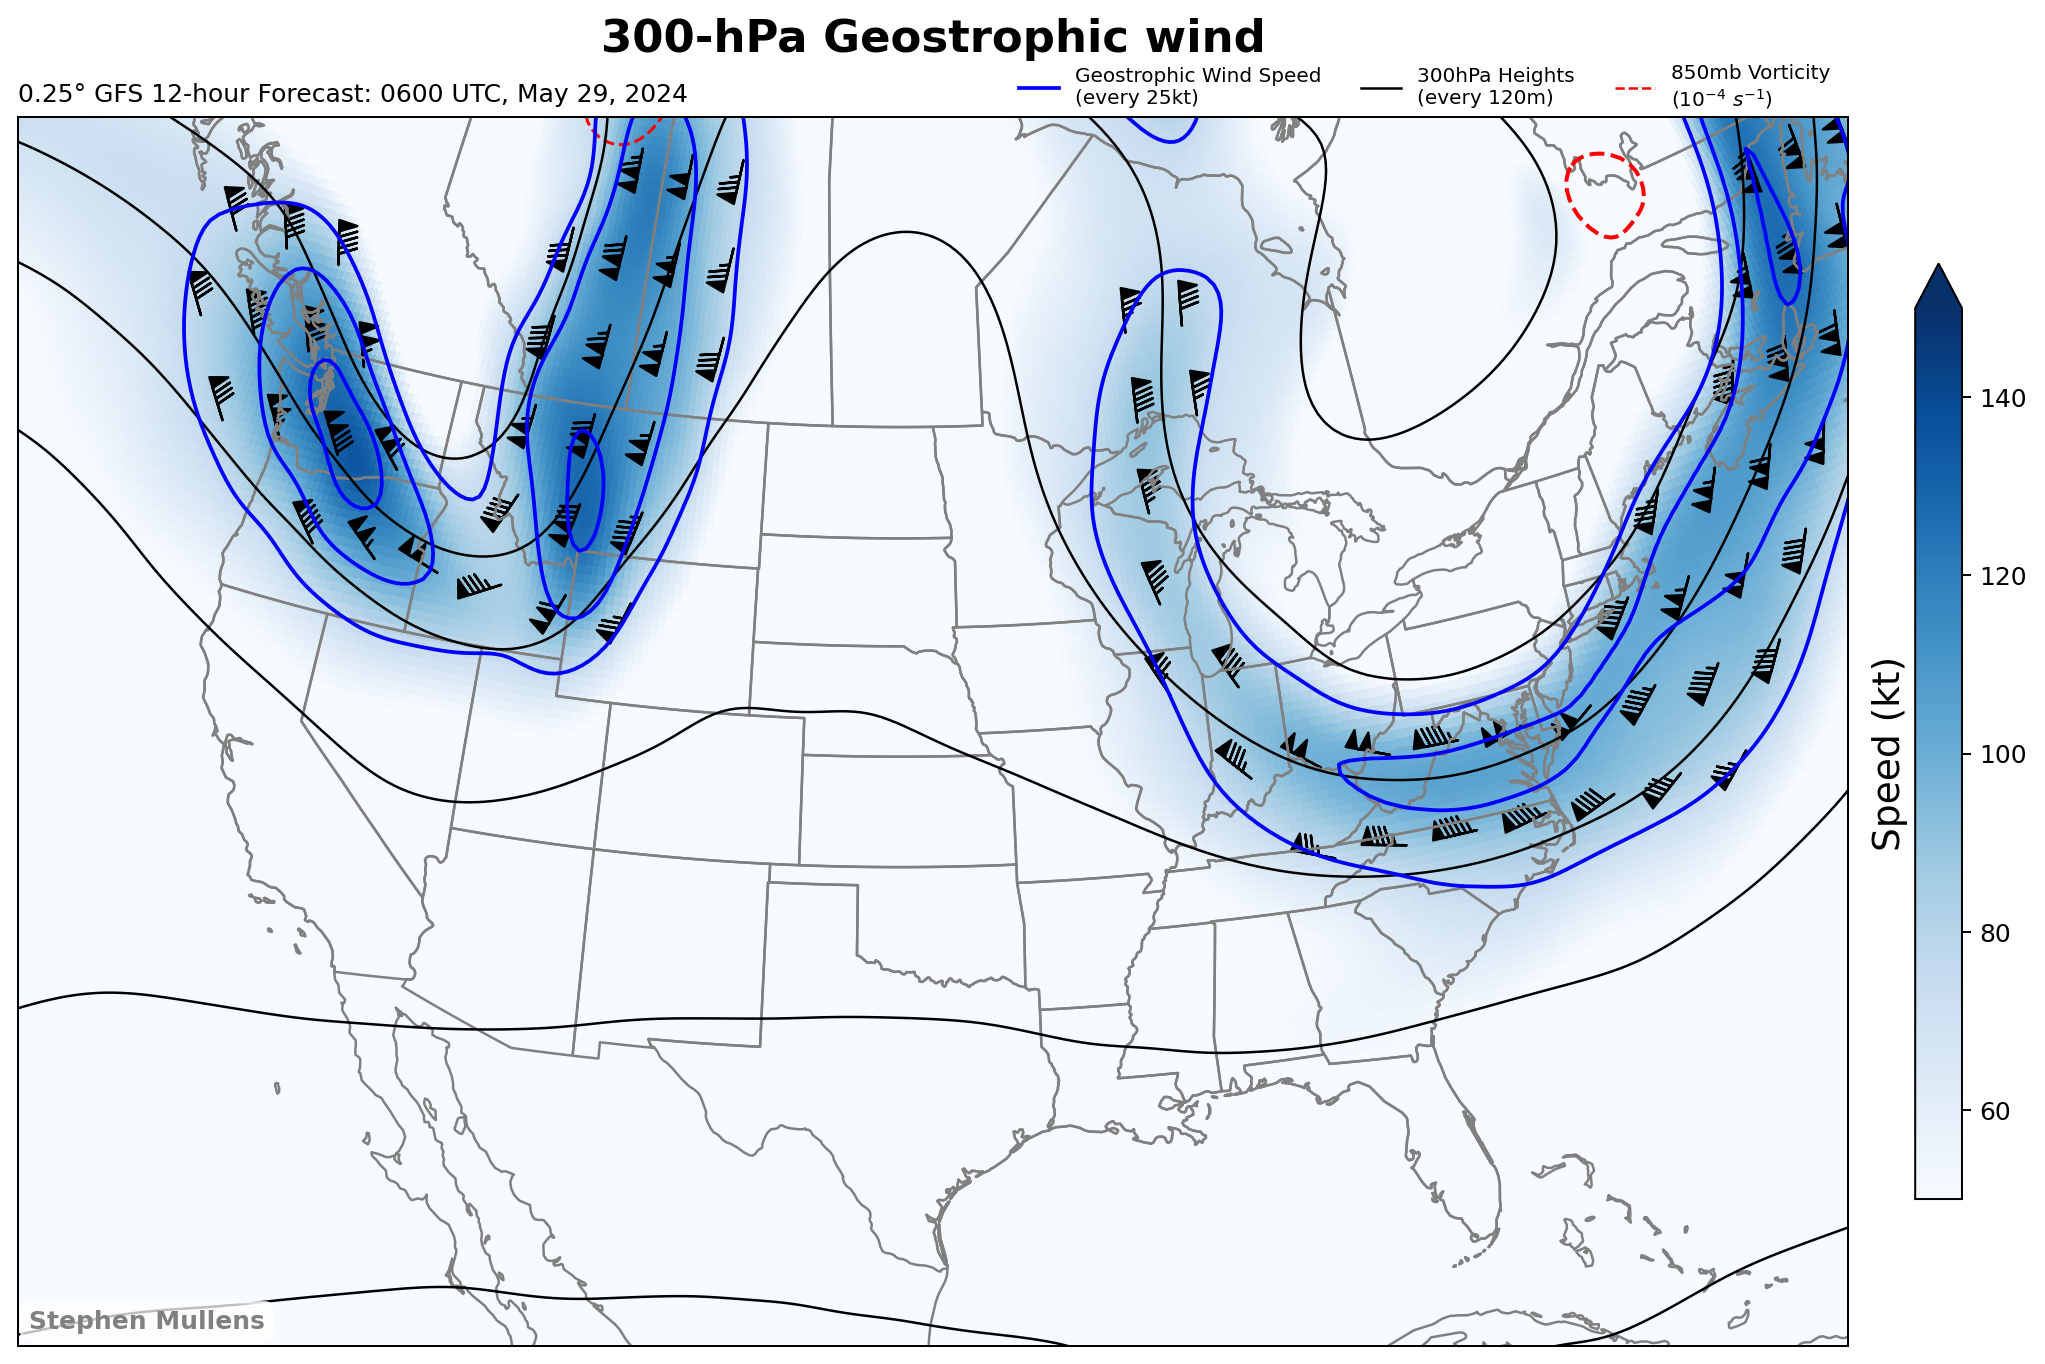 300-hPa Geostrophic wind
0.25° GFS 12-hour Forecast: 0600 UTC, May 29, 2024
Geostrophic Wind Speed
(every 25kt)
300hPa Heights
(every 120m)
850mb Vorticity
(10⁻⁴ s⁻¹)
140
120
100
80
60
Speed (kt)
Stephen Mullens